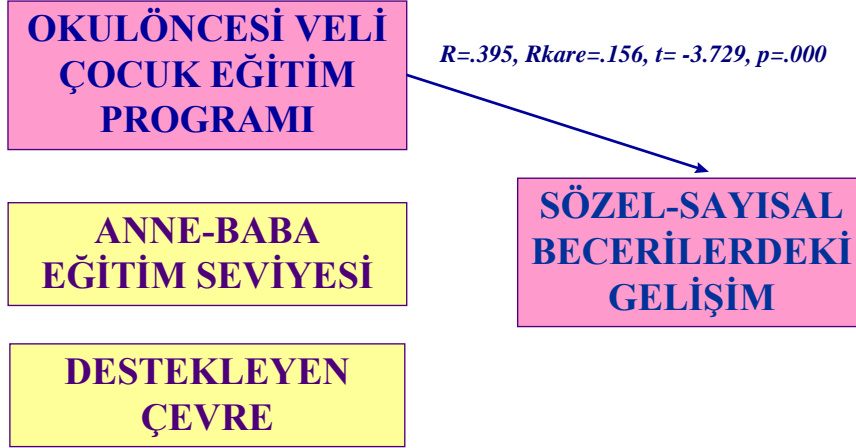 OKULÖNCESİ VELİ
ÇOCUK EĞİTİM
PROGRAMI
R=.395, Rkare=.156, t= -3.729, p=.000
SÖZEL-SAYISAL
BECERİLERDEKİ
GELİŞİM
ANNE-BABA
EĞİTİM SEVİYESİ
DESTEKLEYEN
ÇEVRE